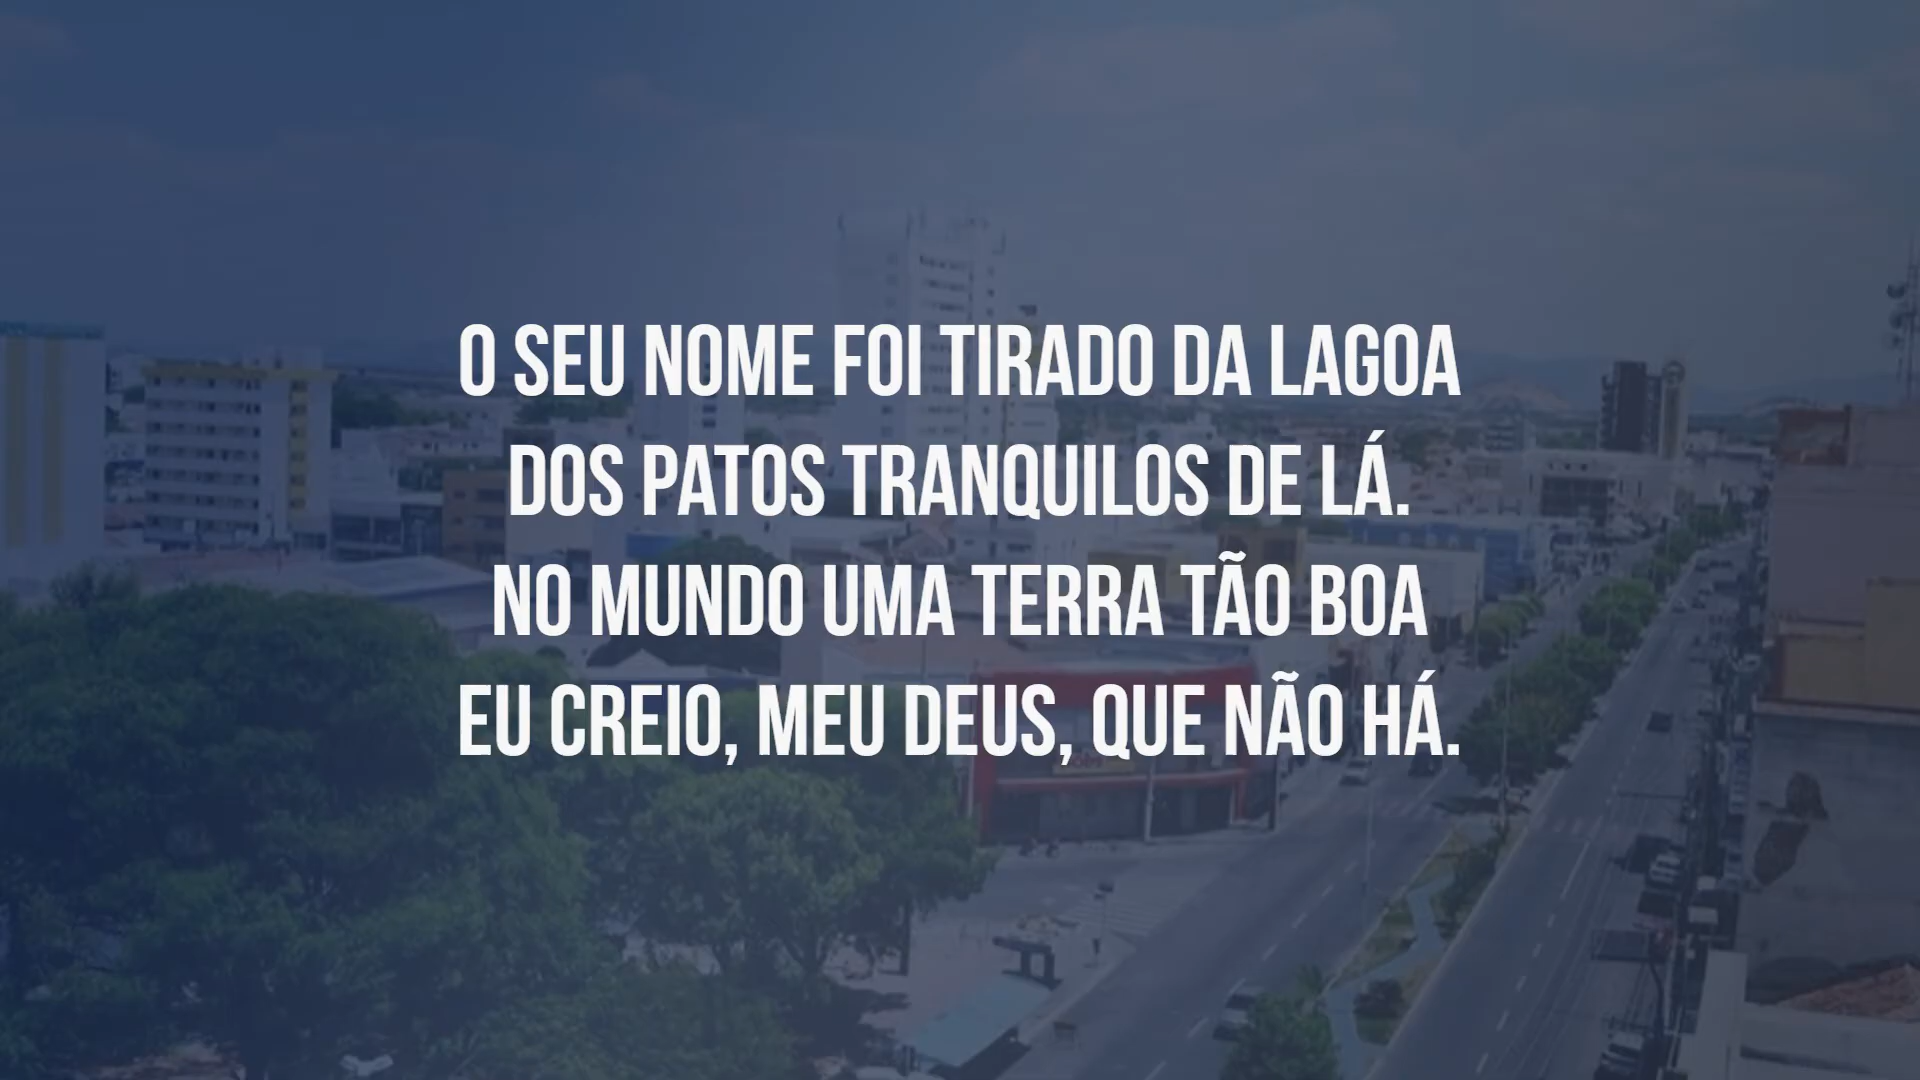 O SEU NOME FOI TIRADO DA LAGOA
DOS PATOS TRANQUILOS DE LÁ.
NO MUNDO UMA TERRA TÃO BOA
EU CREIO, MEU DEUS, QUE NÃO HÁ.